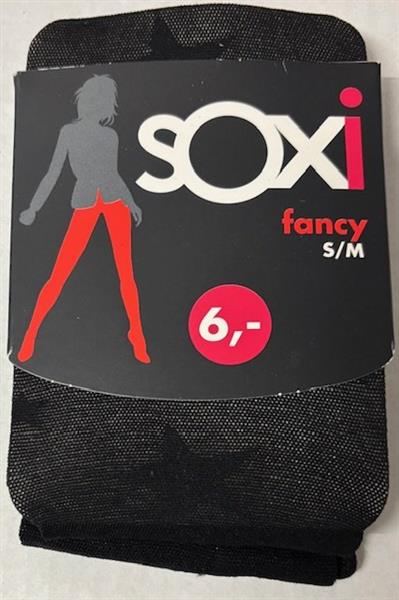 SOXi
fancy
S/M
6,-